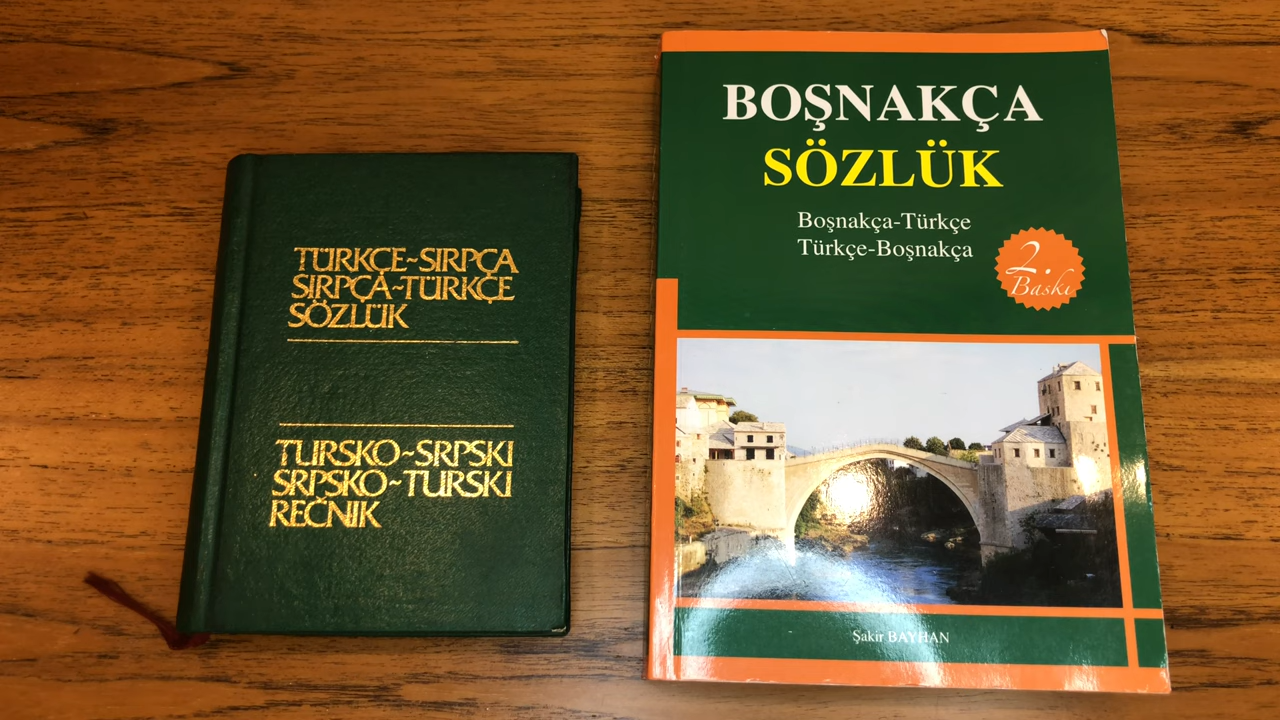 TÜRKÇE~SIRPÇA
SIRPÇA~TÜRKÇE
SÖZLÜK
TURSKO~SRPSKI
SRPSKO~TURSKI
REČNIK
BOŞNAKÇA
SÖZLÜK
Boşnakça-Türkçe
Türkçe-Boşnakça
2.
Baskı
Şakir BAYHAN